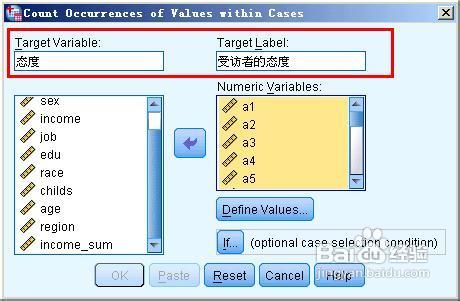 Count Occurrences of Values within Cases
Target Variable: Target Label:
态度 受访者的态度
Numeric Variables:
sex a1
income a2
job a3
edu a4
race a5
childs
age
region
income_sum
Define Values...
If... (optional case selection condition)
OK Paste Reset Cancel Help
Baidu 百度经验
jingyan.baidu.com